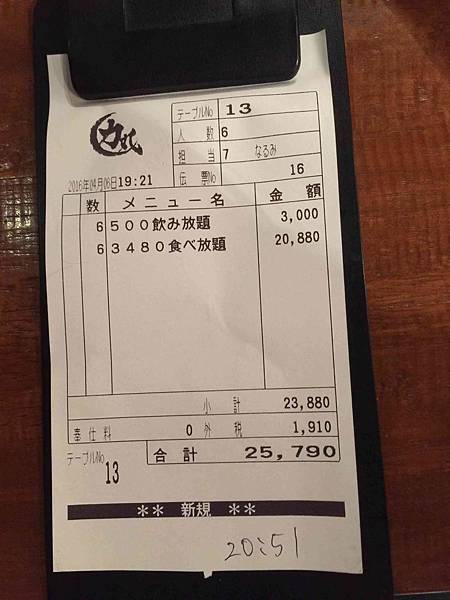 テーブルNo 13
人数 6
担当 7 なるみ
伝票No 16
2016年04月06日19:21
数 メニュー名 金額
6 500飲み放題 3,000
6 3480食べ放題 20,880
小計 23,880
奉仕料 0 外税 1,910
合計 25,790
テーブルNo 13
** 新規 **
20:51